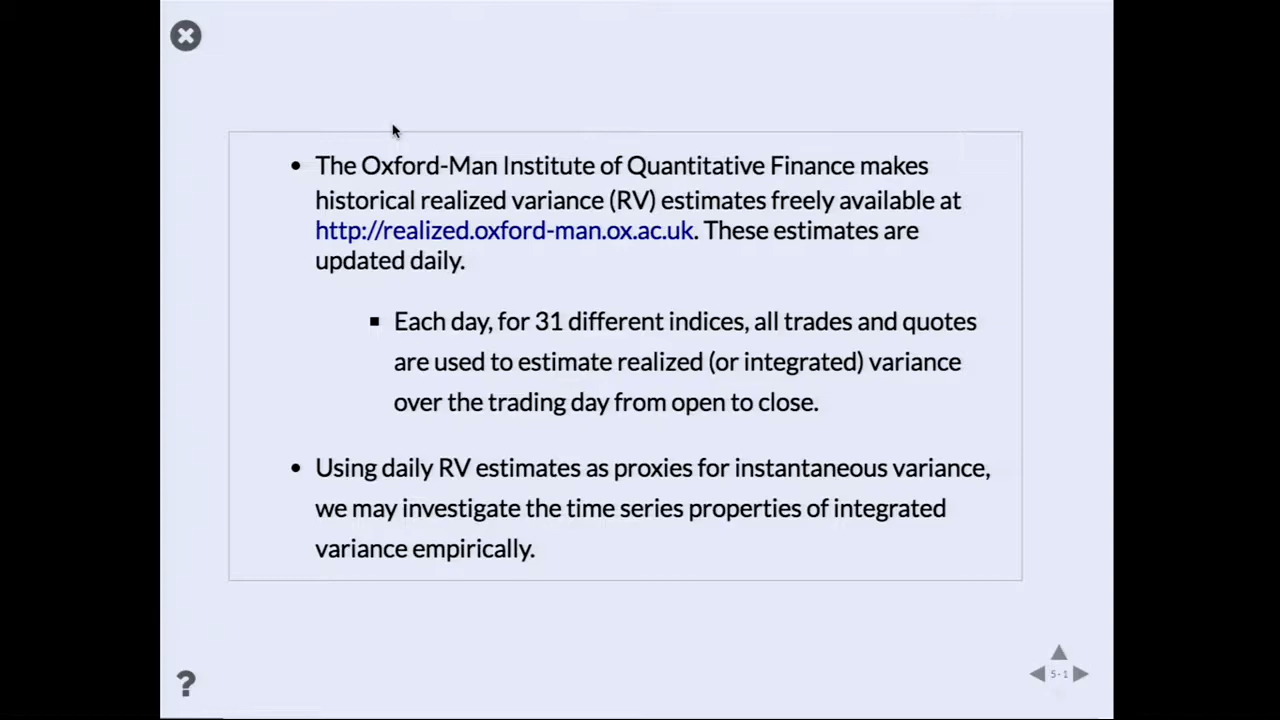 • The Oxford-Man Institute of Quantitative Finance makes
historical realized variance (RV) estimates freely available at
http://realized.oxford-man.ox.ac.uk. These estimates are
updated daily.
▪ Each day, for 31 different indices, all trades and quotes
are used to estimate realized (or integrated) variance
over the trading day from open to close.
• Using daily RV estimates as proxies for instantaneous variance,
we may investigate the time series properties of integrated
variance empirically.
?
5-1